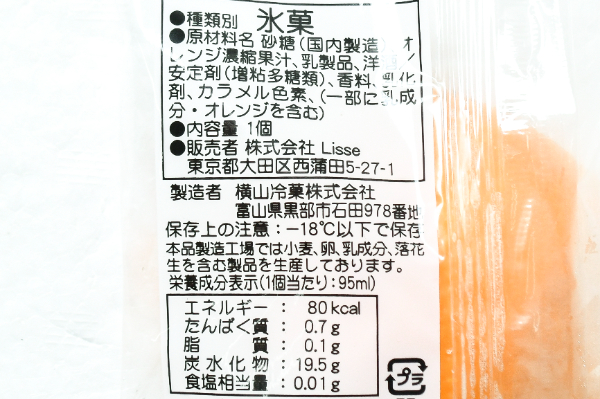 ●種類別 氷菓
●原材料名 砂糖(国内製造)、オ
レンジ濃縮果汁、乳製品、洋酒/
安定剤(増粘多糖類)、香料、乳化
剤、カラメル色素、(一部に乳成
分・オレンジを含む)
●内容量 1個
●販売者 株式会社 Lisse
東京都大田区西蒲田5-27-1
製造者 横山冷菓株式会社
富山県黒部市石田978番地
保存上の注意:-18℃以下で保存
本品製造工場では小麦、卵、乳成分、落花
生を含む製品を生産しております。
栄養成分表示(1個当たり:95ml)
エネルギー: 80kcal
たんぱく質: 0.7g
脂質: 0.1g
炭水化物: 19.5g
食塩相当量: 0.01g
プラ